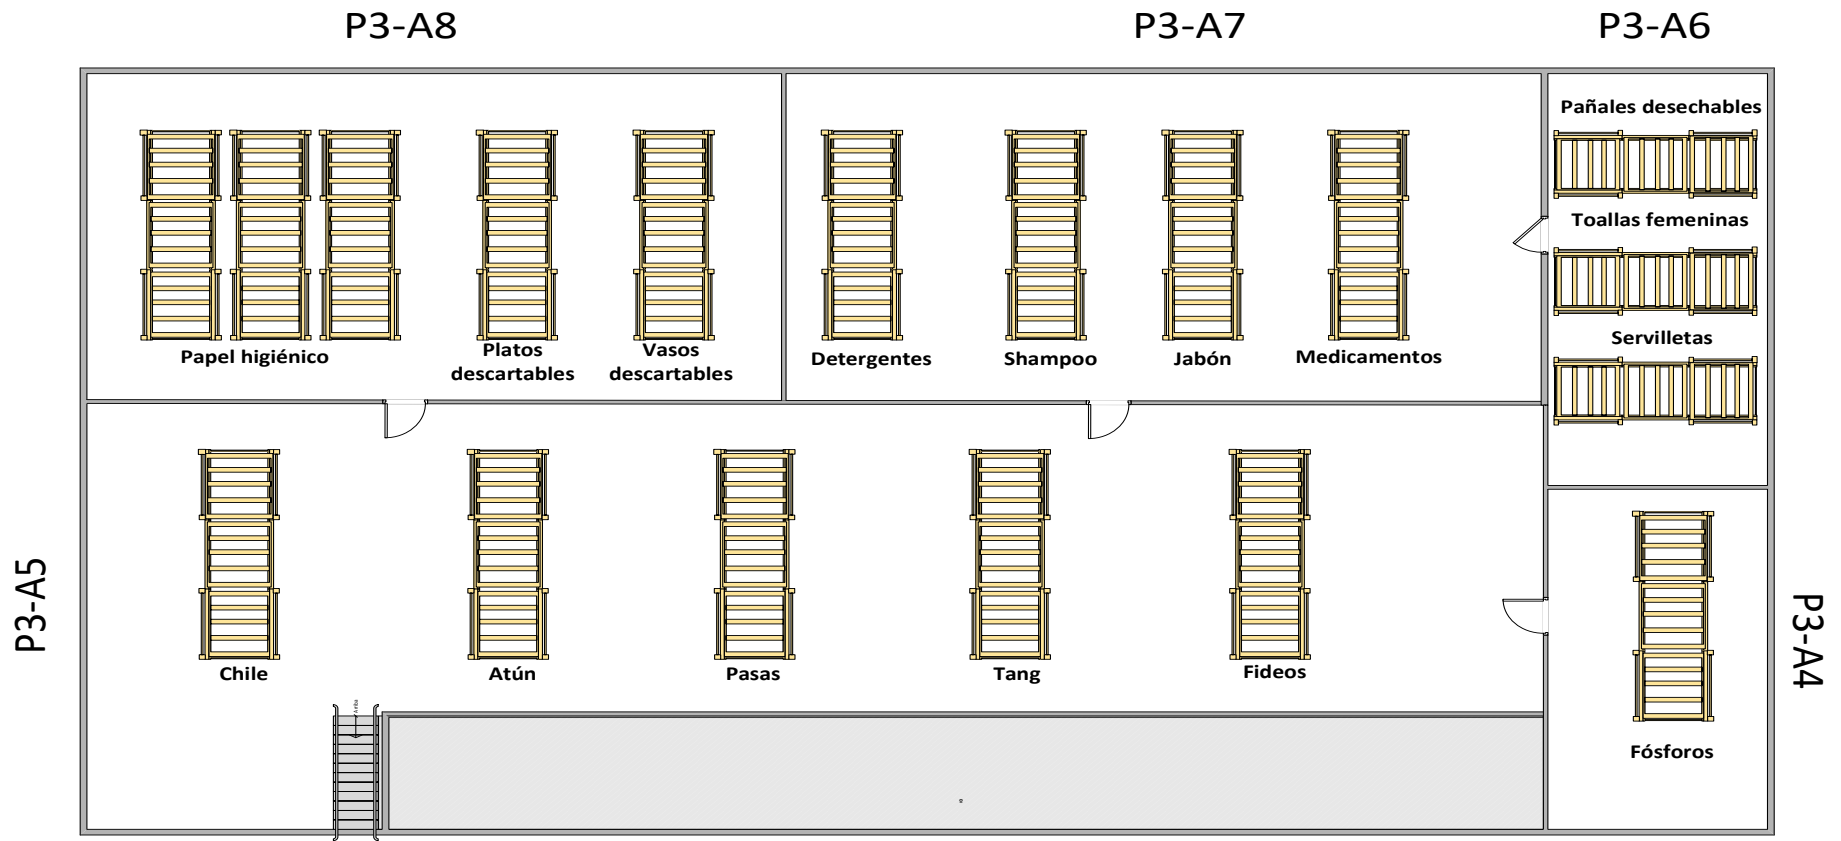 P3-A8
P3-A7
P3-A6
Pañales desechables
Toallas femeninas
Servilletas
Papel higiénico
Platos
descartables
Vasos
descartables
Detergentes
Shampoo
Jabón
Medicamentos
P3-A5
Chile
Atún
Pasas
Tang
Fideos
P3-A4
Fósforos
Arriba